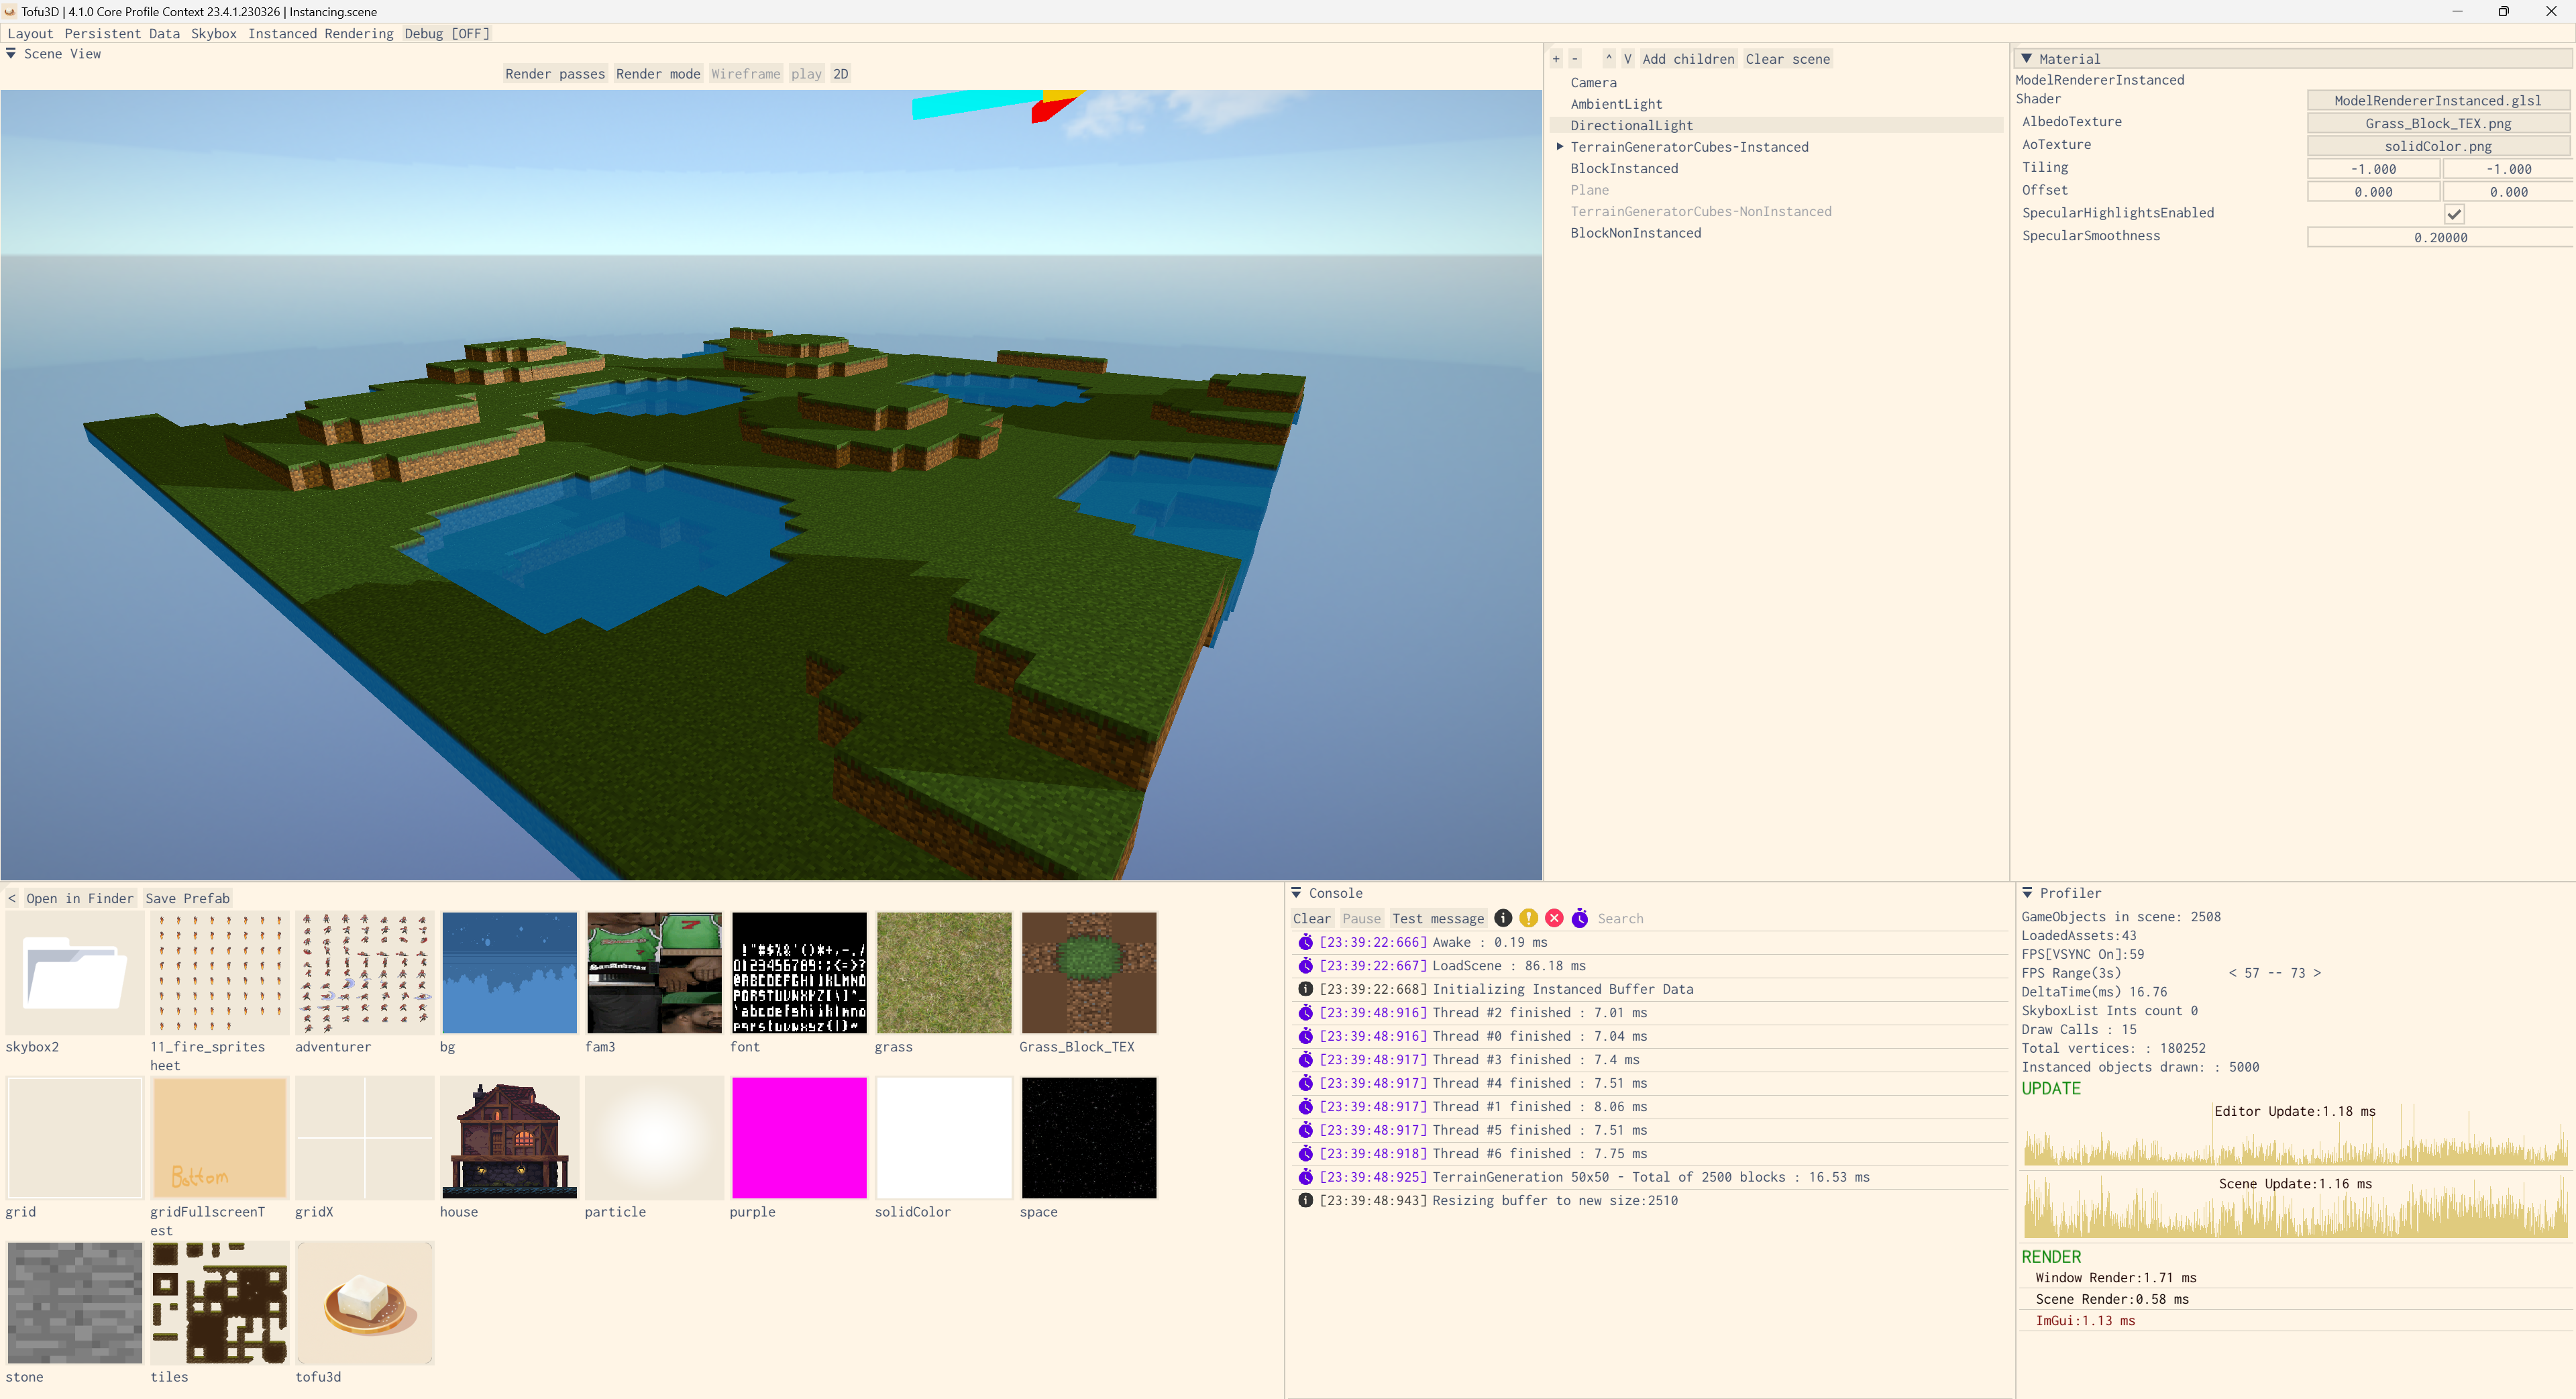 Tofu3D | 4.1.0 Core Profile Context 23.4.1.230326 | Instancing.scene
Layout Persistent Data Skybox Instanced Rendering Debug [OFF]
Scene View
Render passes Render mode Wireframe play 2D
+ - ^ V Add children Clear scene
Camera
AmbientLight
DirectionalLight
TerrainGeneratorCubes-Instanced
BlockInstanced
Plane
TerrainGeneratorCubes-NonInstanced
BlockNonInstanced
Material
ModelRendererInstanced
Shader ModelRendererInstanced.glsl
AlbedoTexture Grass_Block_TEX.png
AoTexture solidColor.png
Tiling -1.000 -1.000
Offset 0.000 0.000
SpecularHighlightsEnabled
SpecularSmoothness 0.20000
< Open in Finder Save Prefab
skybox2 11_fire_sprites adventurer bg fam3 font grass Grass_Block_TEX
heet
Bottom
grid gridFullscreenT gridX house particle purple solidColor space
est
stone tiles tofu3d
Console
Clear Pause Test message Search
[23:39:22:666] Awake : 0.19 ms
[23:39:22:667] LoadScene : 86.18 ms
[23:39:22:668] Initializing Instanced Buffer Data
[23:39:48:916] Thread #2 finished : 7.01 ms
[23:39:48:916] Thread #0 finished : 7.04 ms
[23:39:48:917] Thread #3 finished : 7.4 ms
[23:39:48:917] Thread #4 finished : 7.51 ms
[23:39:48:917] Thread #1 finished : 8.06 ms
[23:39:48:917] Thread #5 finished : 7.51 ms
[23:39:48:918] Thread #6 finished : 7.75 ms
[23:39:48:925] TerrainGeneration 50x50 - Total of 2500 blocks : 16.53 ms
[23:39:48:943] Resizing buffer to new size:2510
Profiler
GameObjects in scene: 2508
LoadedAssets:43
FPS[VSYNC On]:59
FPS Range(3s) < 57 -- 73 >
DeltaTime(ms) 16.76
SkyboxList Ints count 0
Draw Calls : 15
Total vertices: : 180252
Instanced objects drawn: : 5000
UPDATE
Editor Update:1.18 ms
Scene Update:1.16 ms
RENDER
Window Render:1.71 ms
Scene Render:0.58 ms
ImGui:1.13 ms